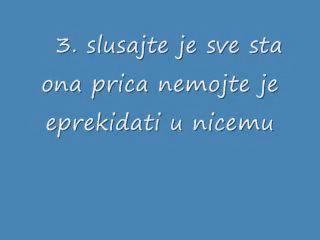 3. slusajte je sve sta
ona prica nemojte je
eprekidati u nicemu